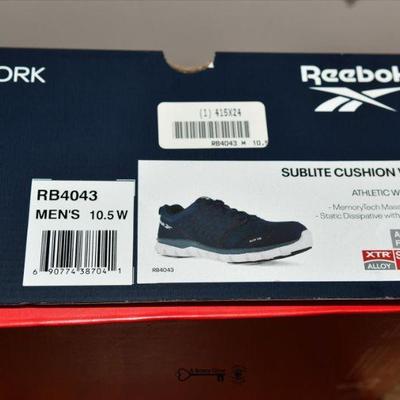 ORK
Reebok
(1) 415X24
RB4043 M 10.5
SUBLITE CUSHION W
RB4043
MEN'S 10.5 W
ATHLETIC W
- MemoryTech Mass
- Static Dissipative with
RB4043
XTR
ALLOY
6 90774 38704 1